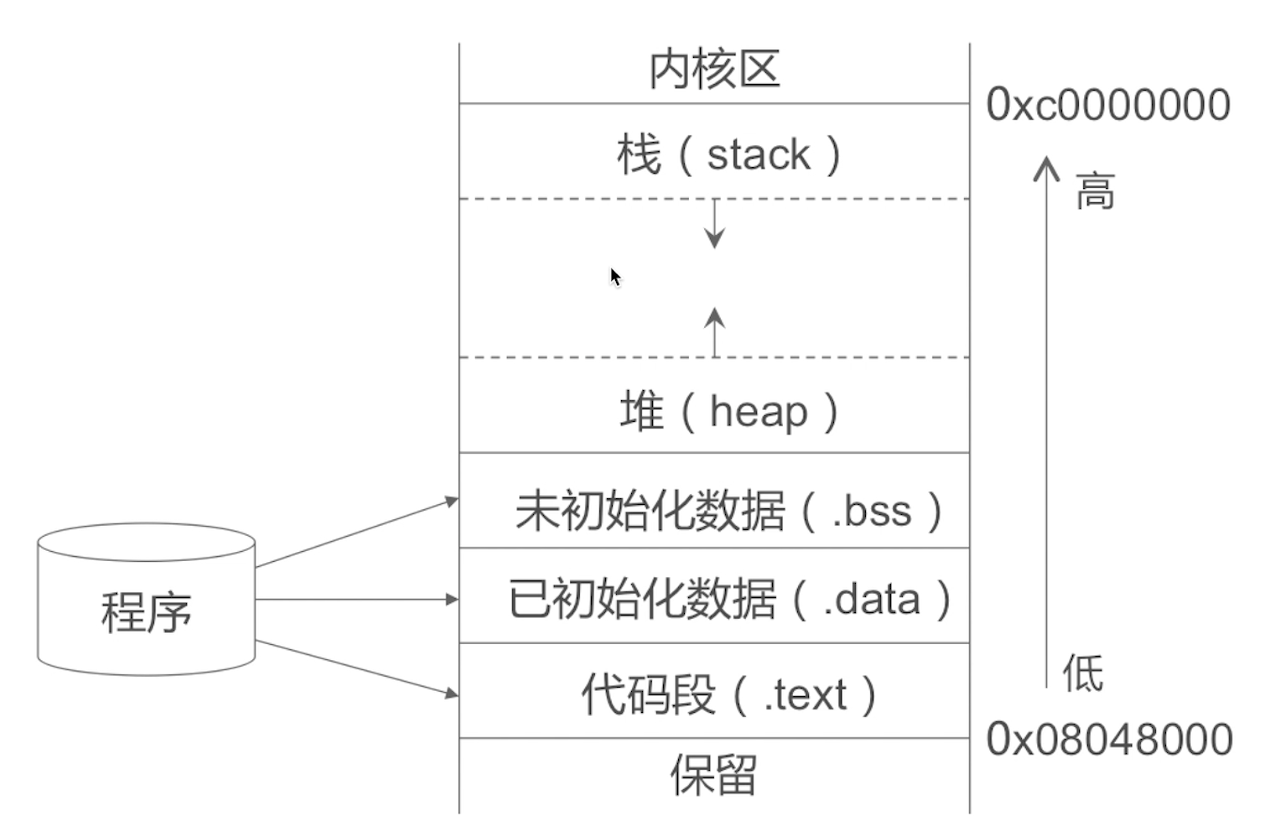 内核区
0xc0000000
栈（stack）
高
堆（heap）
未初始化数据（.bss）
已初始化数据（.data）
程序
代码段（.text）
低
0x08048000
保留